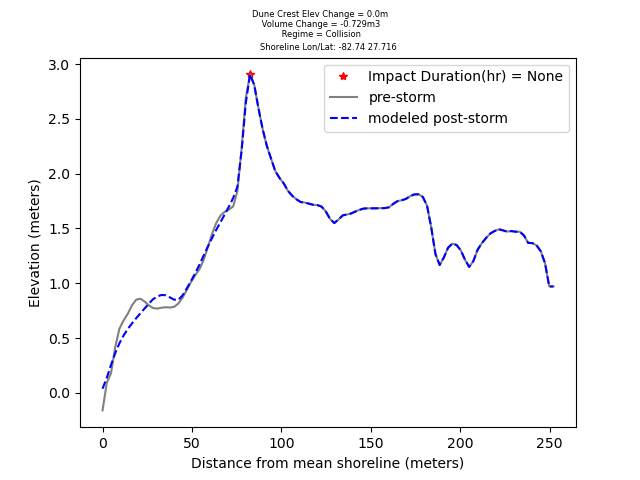 Dune Crest Elev Change = 0.0m
Volume Change = -0.729m3
Regime = Collision
Shoreline Lon/Lat: -82.74 27.716
Impact Duration(hr) = None
pre-storm
modeled post-storm
3.0
2.5
2.0
1.5
1.0
0.5
0.0
Elevation (meters)
0 50 100 150 200 250
Distance from mean shoreline (meters)